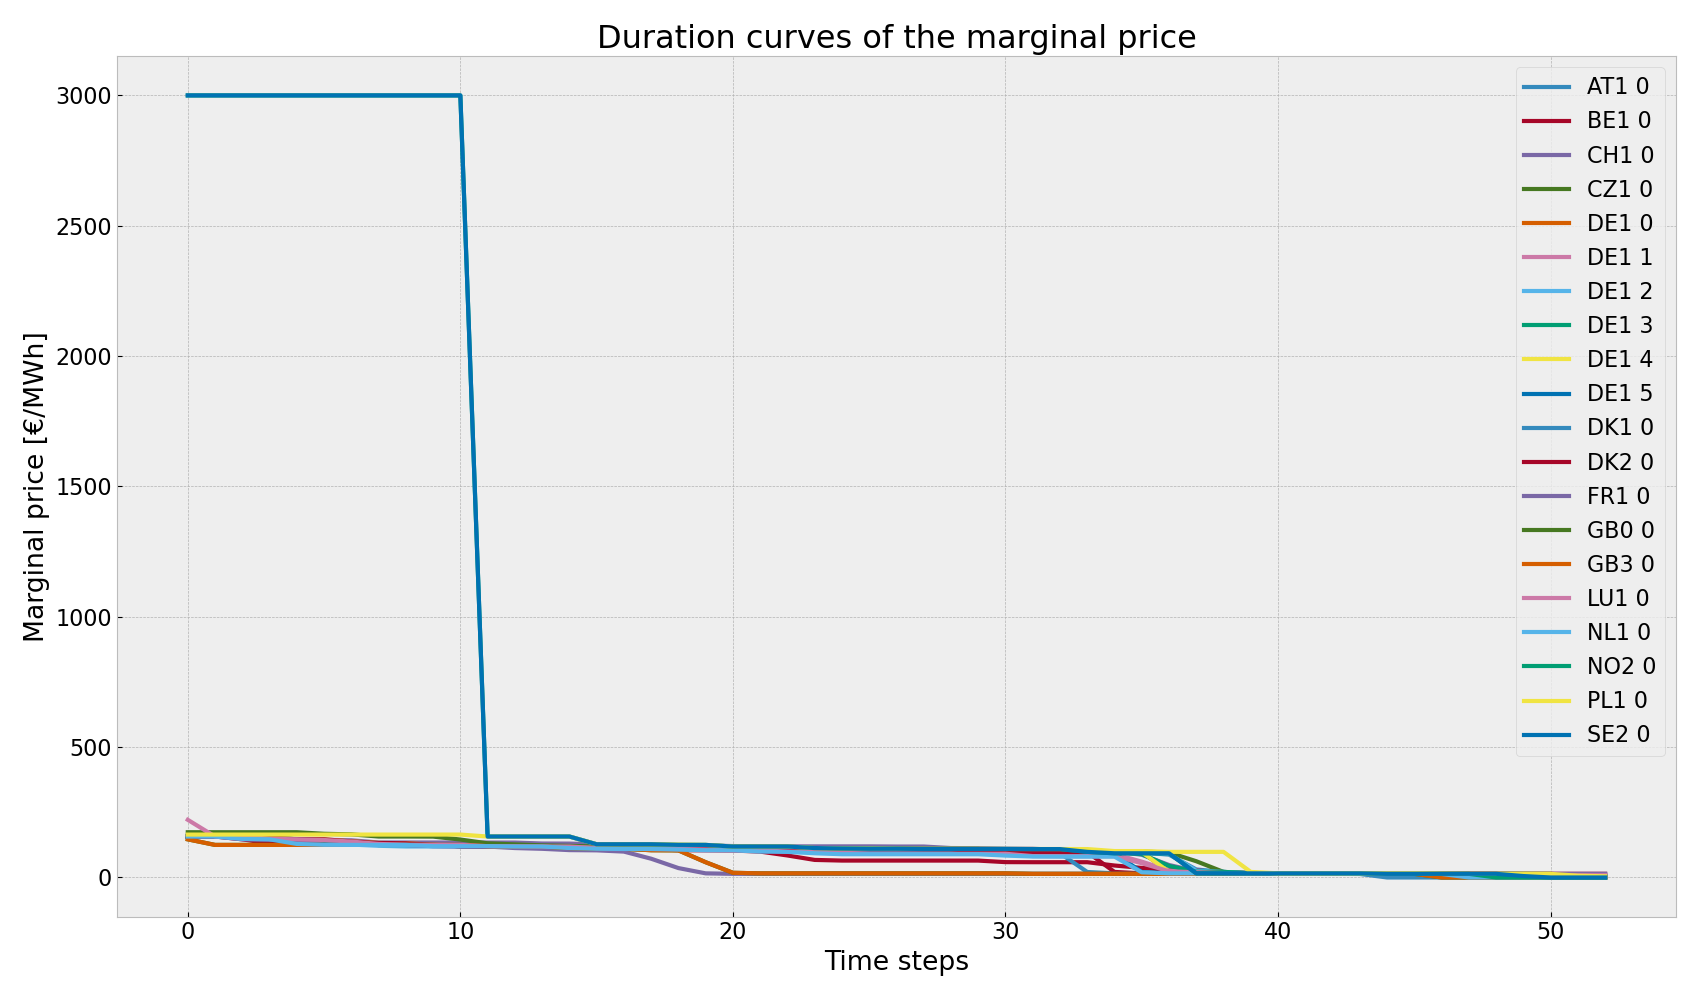 Duration curves of the marginal price
Marginal price [€/MWh]
3000
2500
2000
1500
1000
500
0
0 10 20 30 40 50
Time steps
AT1 0
BE1 0
CH1 0
CZ1 0
DE1 0
DE1 1
DE1 2
DE1 3
DE1 4
DE1 5
DK1 0
DK2 0
FR1 0
GB0 0
GB3 0
LU1 0
NL1 0
NO2 0
PL1 0
SE2 0